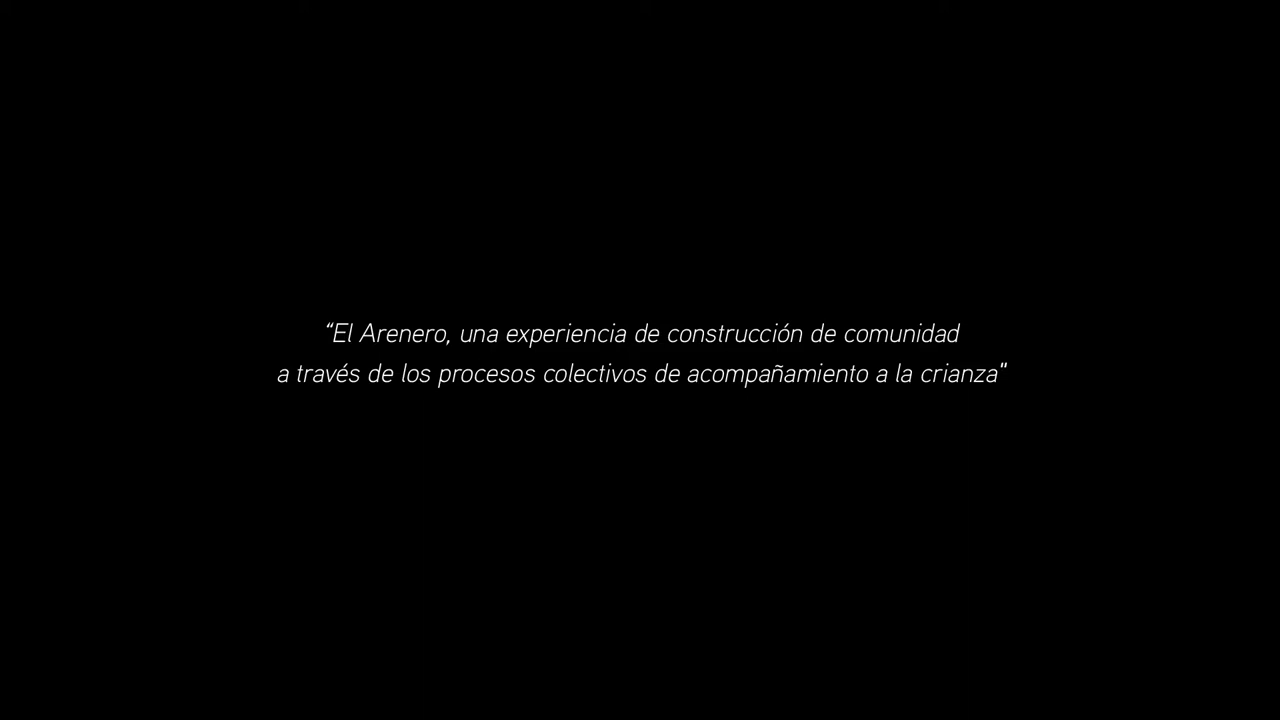 “El Arenero, una experiencia de construcción de comunidad
a través de los procesos colectivos de acompañamiento a la crianza"